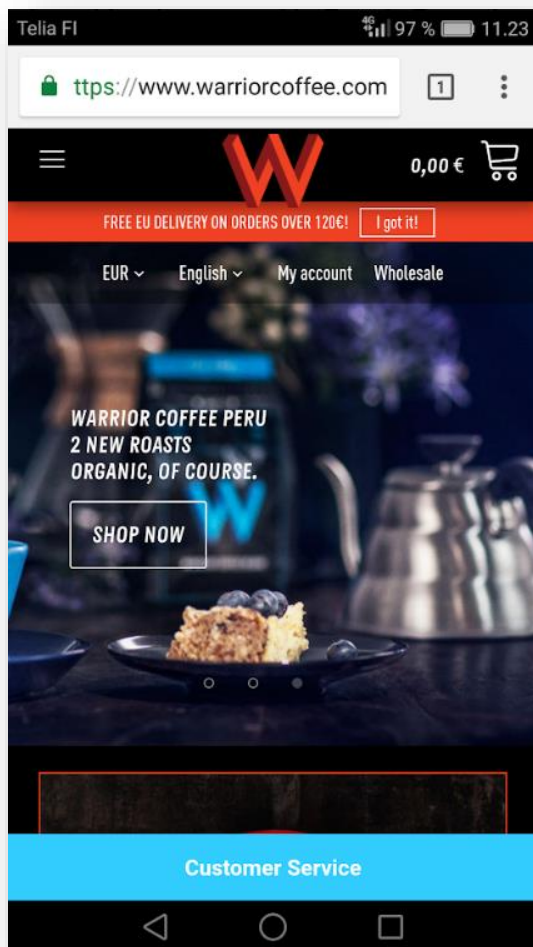 Telia FI 4G 97 % 11.23
ttps://www.warriorcoffee.com 1
W 0,00 €
FREE EU DELIVERY ON ORDERS OVER 120€! I got it!
EUR English My account Wholesale
WARRIOR COFFEE PERU
2 NEW ROASTS
ORGANIC, OF COURSE.
W
SHOP NOW
Customer Service